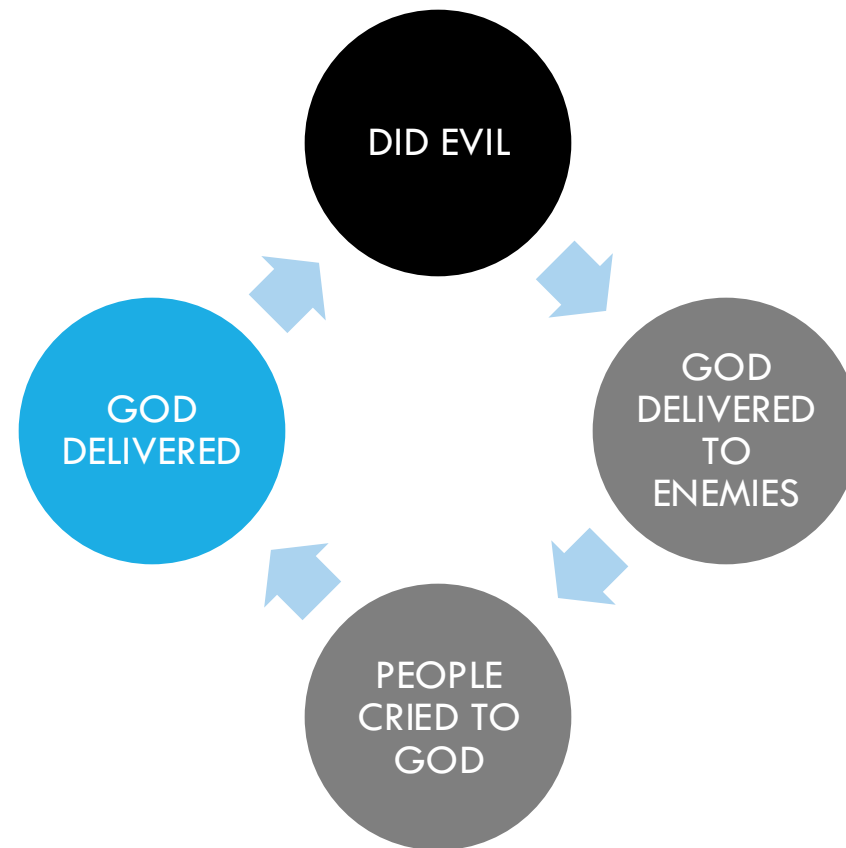 DID EVIL
GOD
DELIVERED
TO
ENEMIES
PEOPLE
CRIED TO
GOD
GOD
DELIVERED